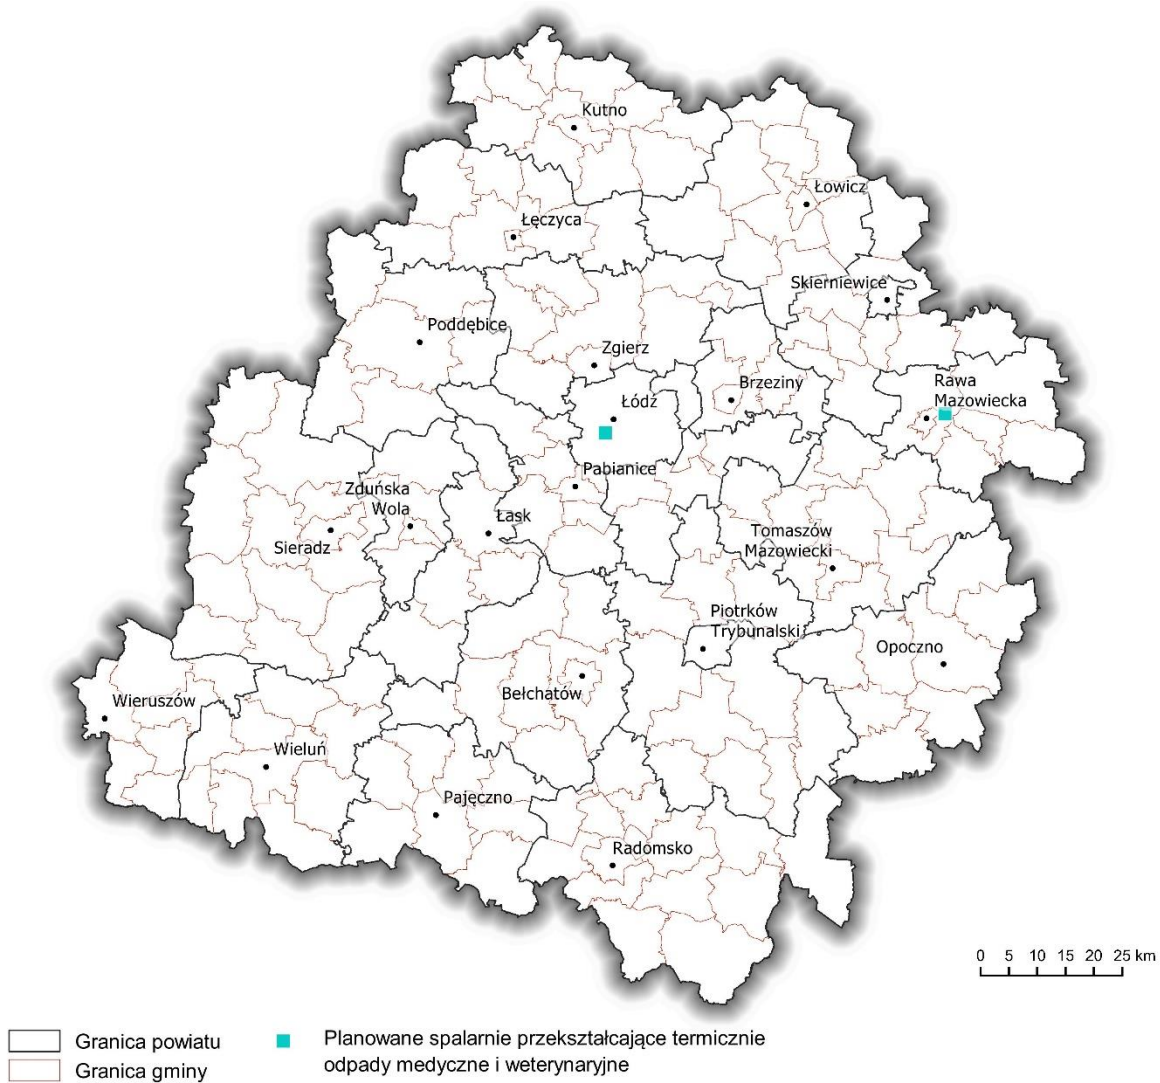 Kutno
Łowicz
Łęczyca
Skierniewice
Poddębice
Zgierz
Rawa
Mazowiecka
Brzeziny
Łódź
Pabianice
Zduńska
Wola
Łask
Sieradz
Tomaszów
Mazowiecki
Piotrków
Trybunalski
Opoczno
Bełchatów
Wieruszów
Wieluń
Pajęczno
Radomsko
0 5 10 15 20 25 km
Granica powiatu
Granica gminy
Planowane spalarnie przekształcające termicznie
odpady medyczne i weterynaryjne